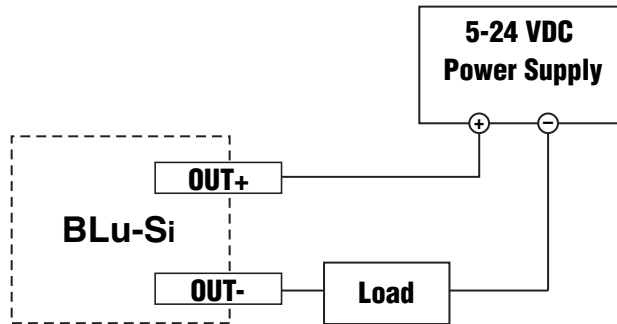 5-24 VDC
Power Supply
+
−
OUT+
BLu-Si
OUT-
Load